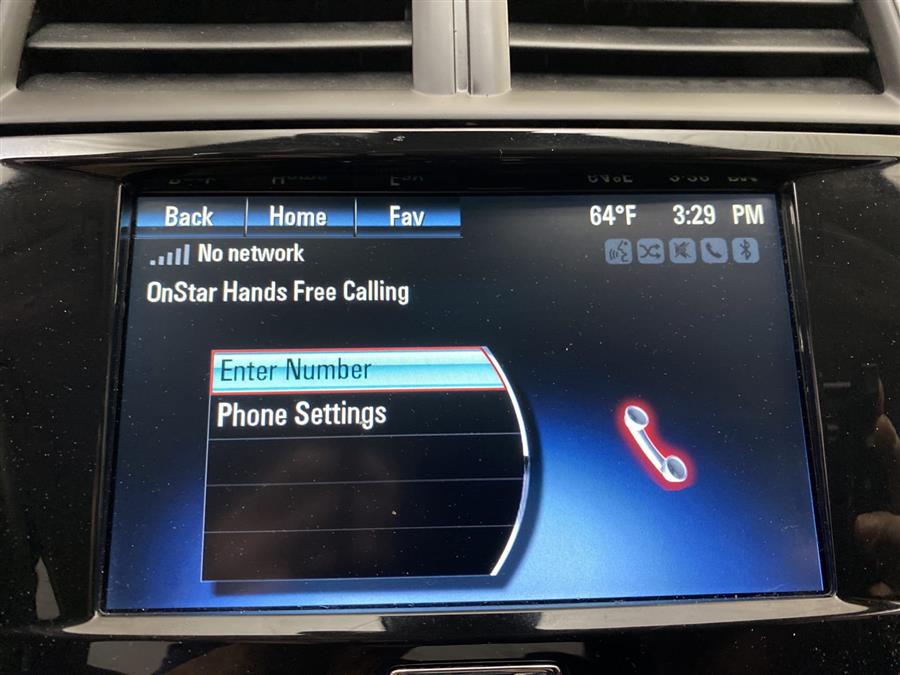 Back Home Fav 64°F 3:29 PM
No network
OnStar Hands Free Calling
Enter Number
Phone Settings